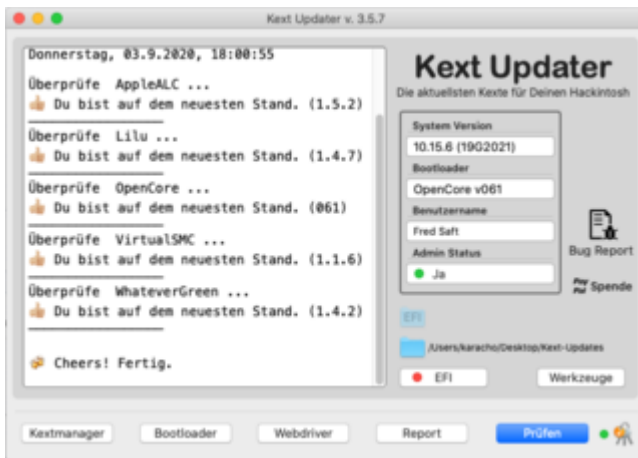 Kext Updater v. 3.5.7
Donnerstag, 03.9.2020, 18:00:55
Überprüfe AppleALC ...
👍 Du bist auf dem neuesten Stand. (1.5.2)
Überprüfe Lilu ...
👍 Du bist auf dem neuesten Stand. (1.4.7)
Überprüfe OpenCore ...
👍 Du bist auf dem neuesten Stand. (061)
Überprüfe VirtualSMC ...
👍 Du bist auf dem neuesten Stand. (1.1.6)
Überprüfe WhateverGreen ...
👍 Du bist auf dem neuesten Stand. (1.4.2)
🍻 Cheers! Fertig.
Kext Updater
Die aktuellsten Kexte für Deinen Hackintosh
System Version
10.15.6 (19G2021)
Bootloader
OpenCore v061
Benutzername
Fred Saft
Admin Status
Ja
Bug Report
PayPal Spende
EFI
/Users/karacho/Desktop/Kext-Updates
EFI
Werkzeuge
Kextmanager
Bootloader
Webdriver
Report
Prüfen